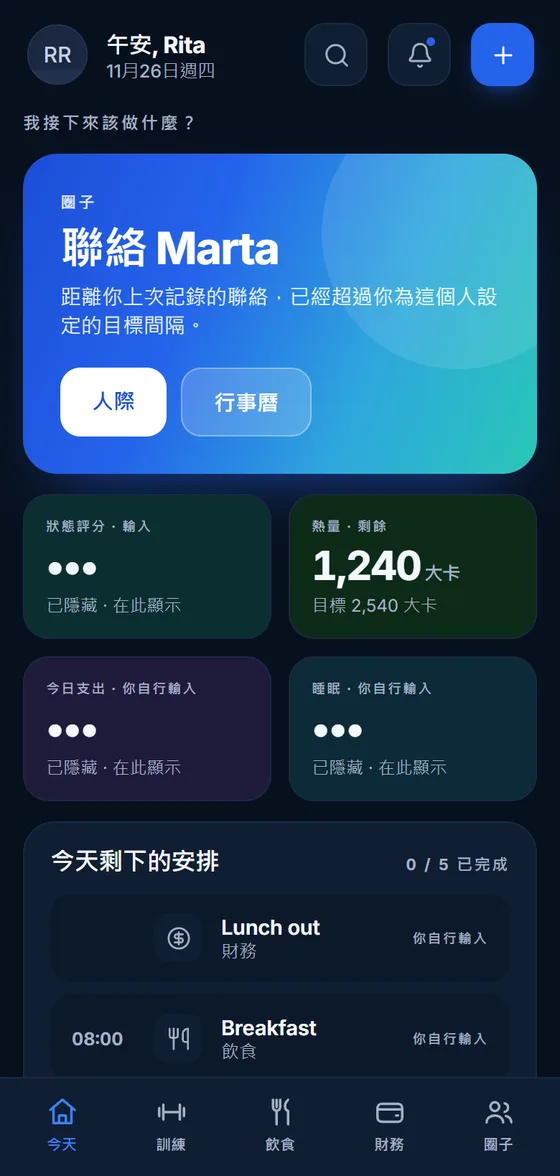 RR
午安, Rita
11月26日週四
我接下來該做什麼？
圈子
聯絡 Marta
距離你上次記錄的聯絡，已經超過你為這個人設
定的目標間隔。
人際
行事曆
狀態評分 · 輸入
●●●
已隱藏 · 在此顯示
熱量 · 剩餘
1,240 大卡
目標 2,540 大卡
今日支出 · 你自行輸入
●●●
已隱藏 · 在此顯示
睡眠 · 你自行輸入
●●●
已隱藏 · 在此顯示
今天剩下的安排
0 / 5 已完成
Lunch out
財務
你自行輸入
08:00
Breakfast
飲食
你自行輸入
今天
訓練
飲食
財務
圈子